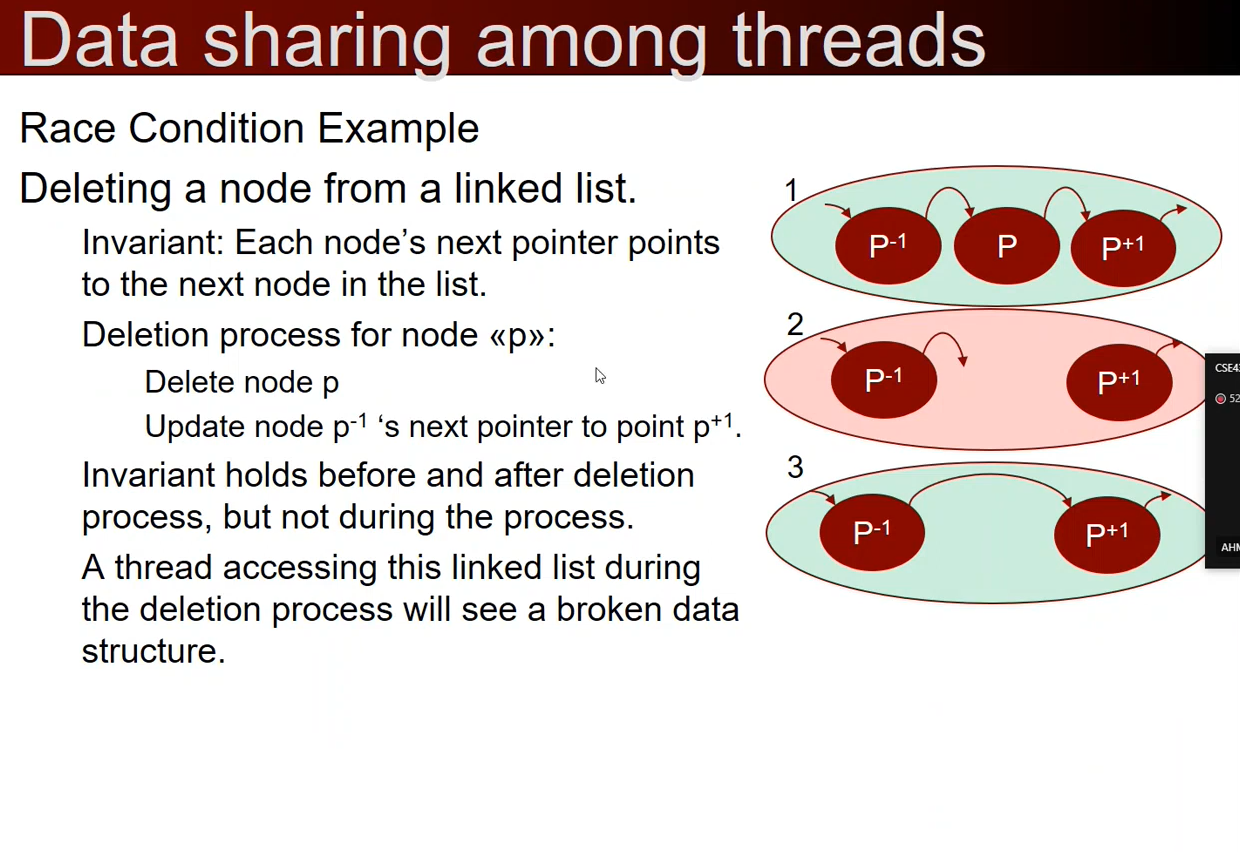 Data sharing among threads
Race Condition Example
Deleting a node from a linked list.
Invariant: Each node’s next pointer points
to the next node in the list.
Deletion process for node «p»:
Delete node p
Update node p⁻¹ ‘s next pointer to point p⁺¹.
Invariant holds before and after deletion
process, but not during the process.
A thread accessing this linked list during
the deletion process will see a broken data
structure.
1
P⁻¹ P P⁺¹
2
P⁻¹ P⁺¹
3
P⁻¹ P⁺¹
52
AHM